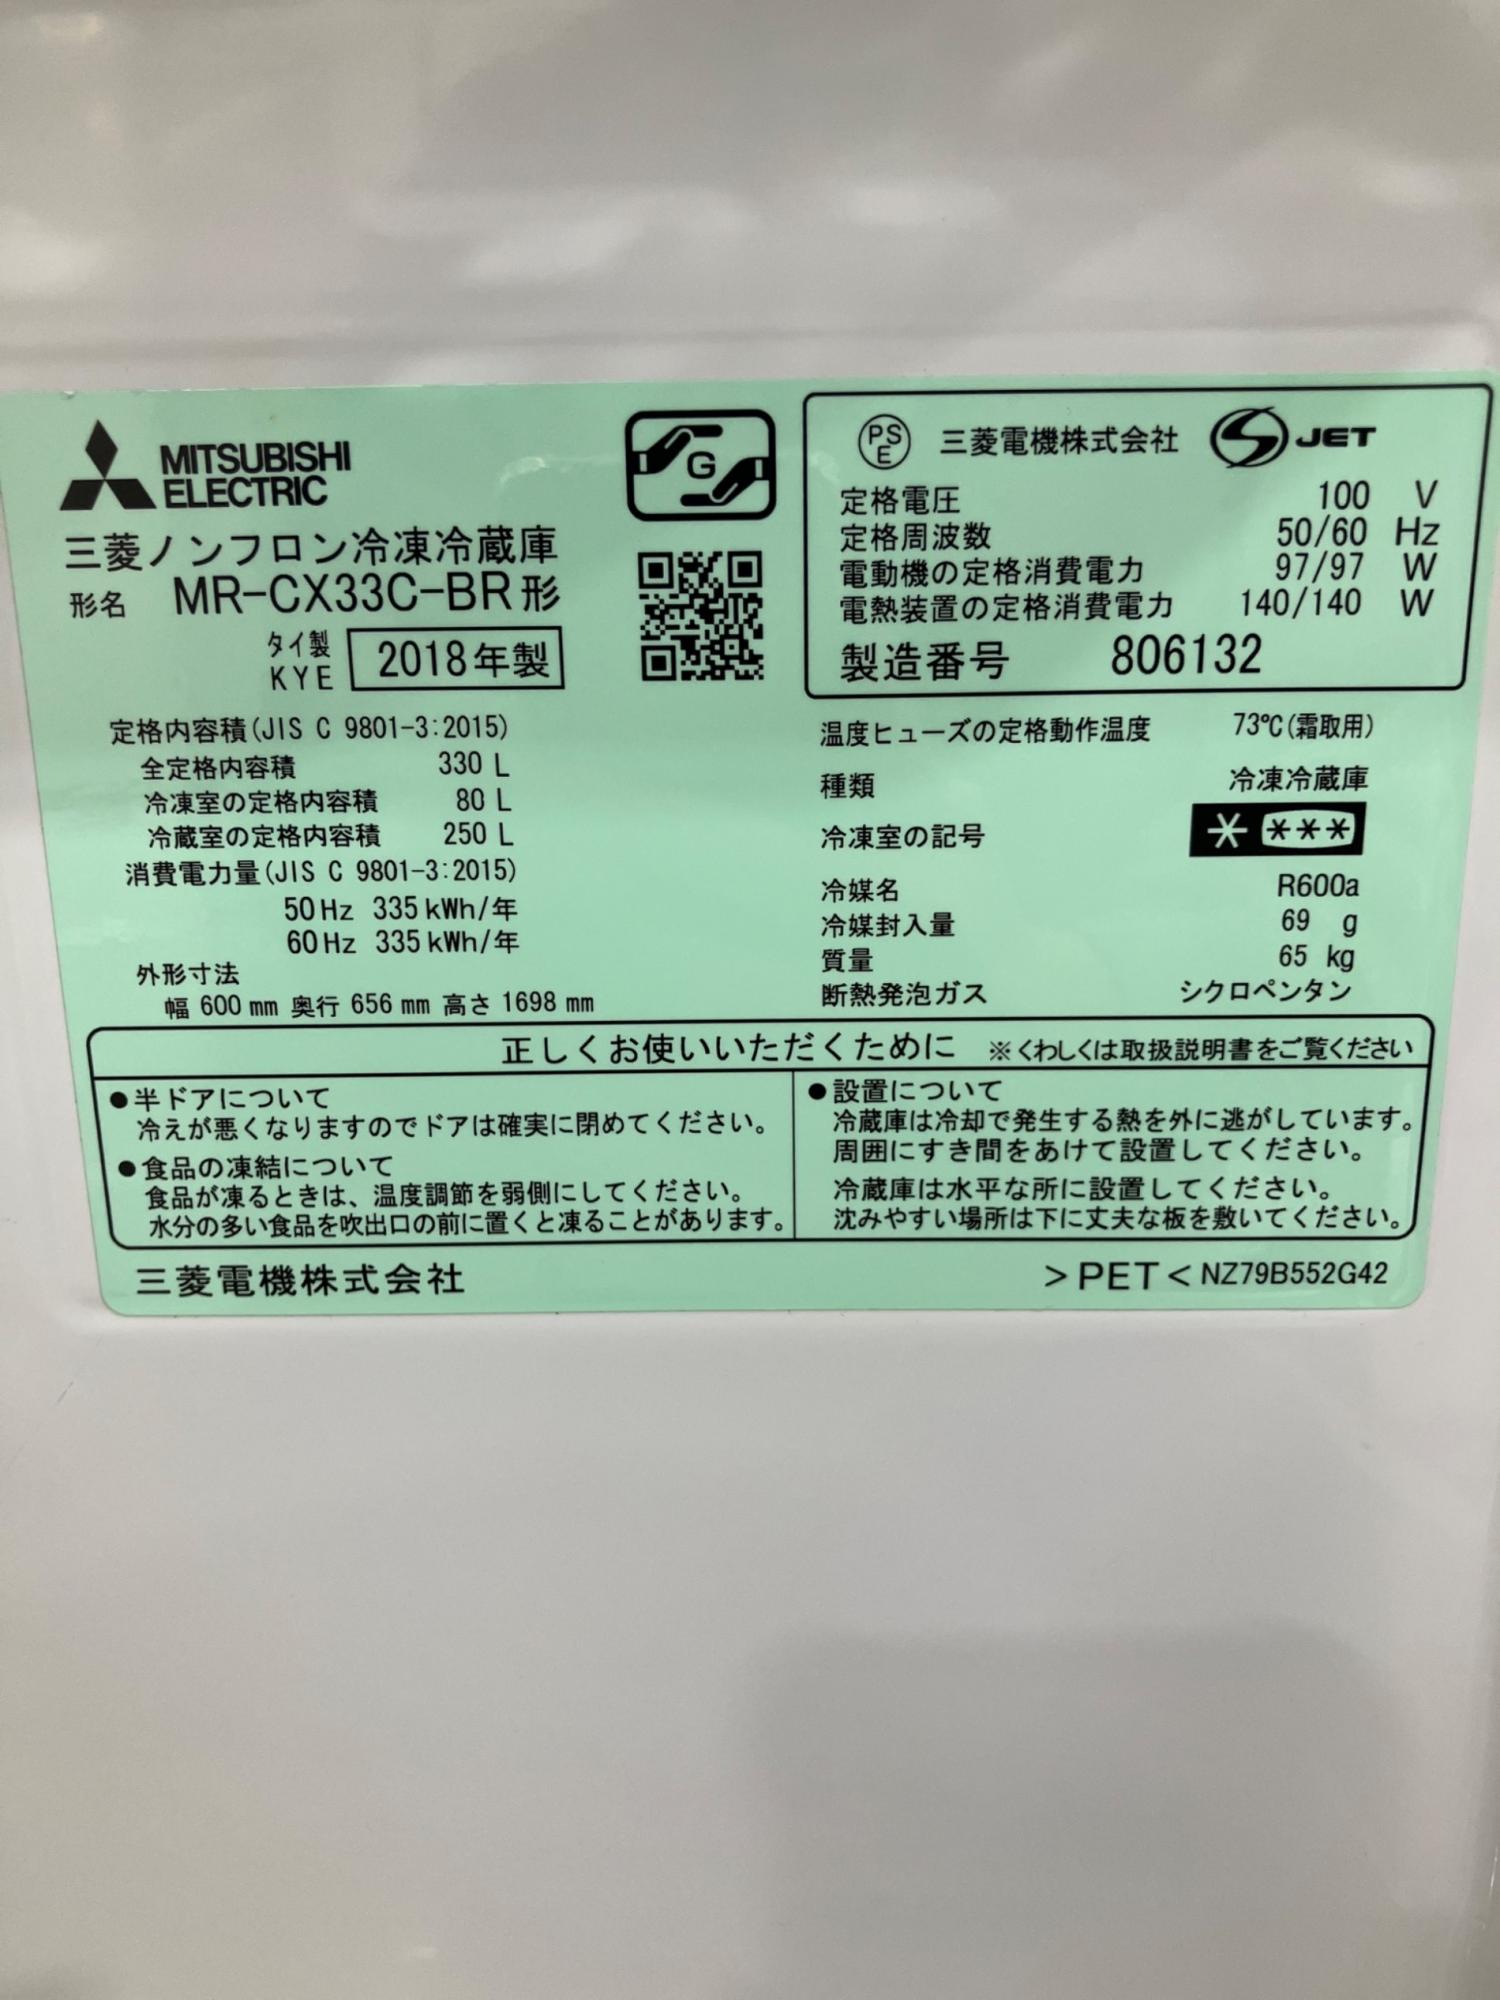 MITSUBISHI
ELECTRIC
G
三菱ノンフロン冷凍冷蔵庫
形名 MR-CX33C-BR形
タイ製
KYE
2018年製
PSE 三菱電機株式会社 S JET
定格電圧 100 V
定格周波数 50/60 Hz
電動機の定格消費電力 97/97 W
電熱装置の定格消費電力 140/140 W
製造番号 806132
定格内容積(JIS C 9801-3:2015)
全定格内容積 330 L
冷凍室の定格内容積 80 L
冷蔵室の定格内容積 250 L
消費電力量(JIS C 9801-3:2015)
50Hz 335kWh/年
60Hz 335kWh/年
外形寸法
幅 600 mm 奥行 656 mm 高さ 1698 mm
温度ヒューズの定格動作温度 73℃(霜取用)
種類 冷凍冷蔵庫
冷凍室の記号 * ***
冷媒名 R600a
冷媒封入量 69 g
質量 65 kg
断熱発泡ガス シクロペンタン
正しくお使いいただくために ※くわしくは取扱説明書をご覧ください
●半ドアについて
冷えが悪くなりますのでドアは確実に閉めてください。
●食品の凍結について
食品が凍るときは、温度調節を弱側にしてください。
水分の多い食品を吹出口の前に置くと凍ることがあります。
●設置について
冷蔵庫は冷却で発生する熱を外に逃がしています。
周囲にすき間をあけて設置してください。
冷蔵庫は水平な所に設置してください。
沈みやすい場所は下に丈夫な板を敷いてください。
三菱電機株式会社
>PET< NZ79B552G42